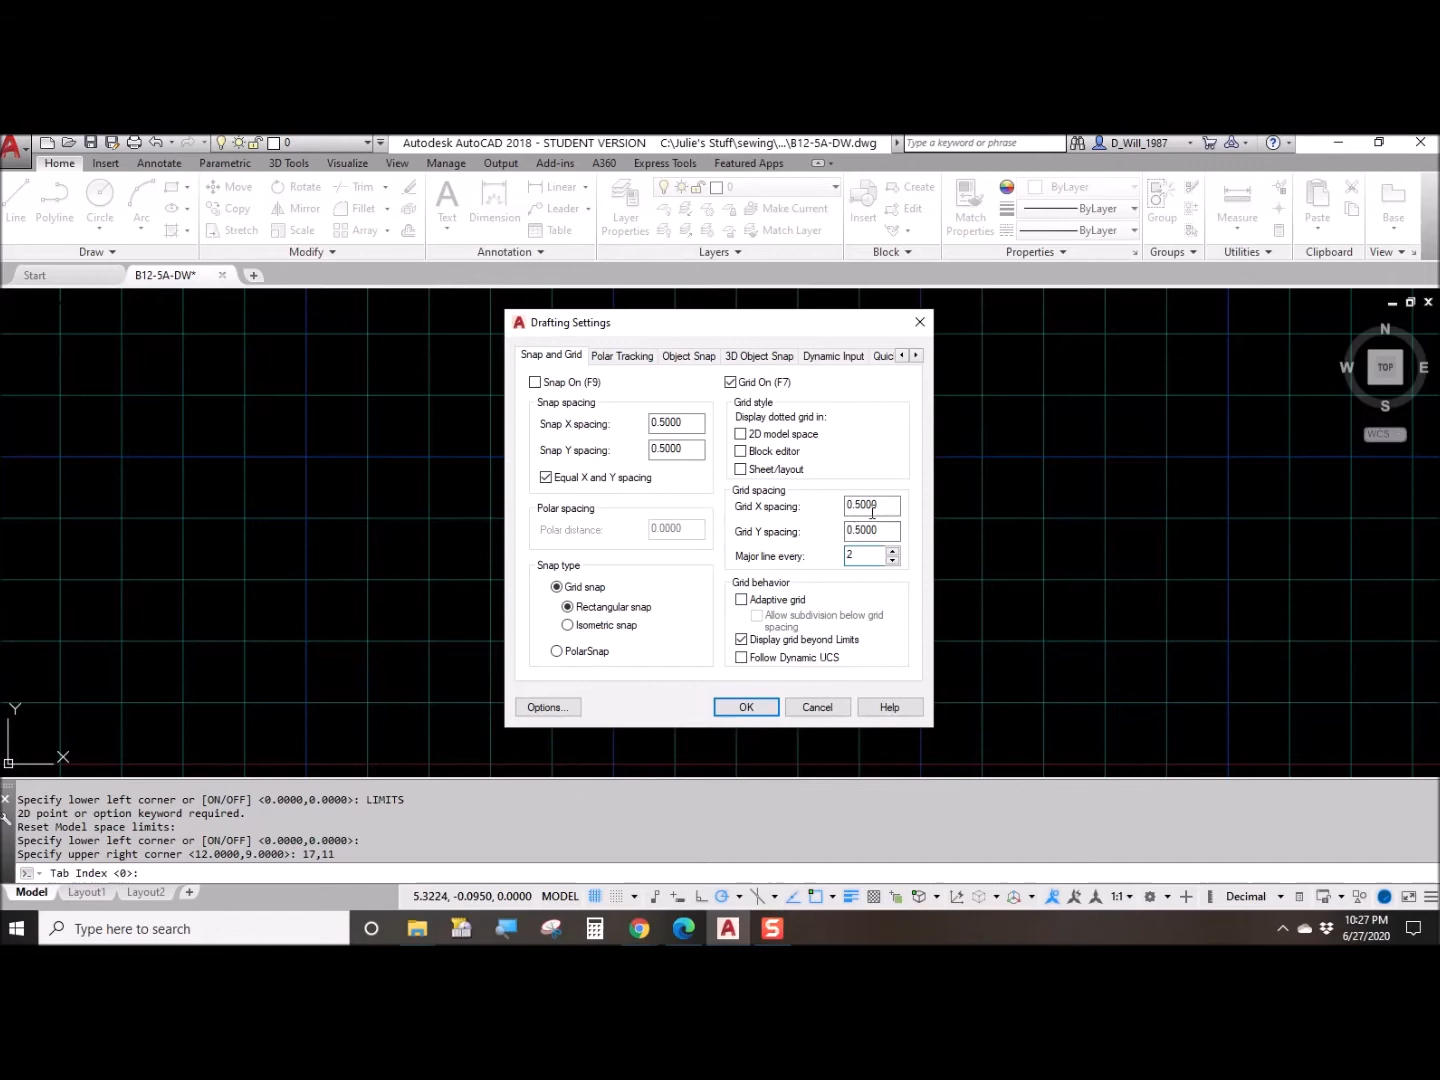 Autodesk AutoCAD 2018 - STUDENT VERSION C:\Julie's Stuff\sewing\...\B12-5A-DW.dwg
0
Type a keyword or phrase
D_Will_1987
Home Insert Annotate Parametric 3D Tools Visualize View Manage Output Add-ins A360 Express Tools Featured Apps
Line
Polyline
Circle
Arc
Move
Rotate
Trim
Copy
Mirror
Fillet
Stretch
Scale
Array
Text
Dimension
Linear
Leader
Table
Layer
Properties
0
Make Current
Match Layer
Insert
Create
Edit
Match
Properties
ByLayer
ByLayer
ByLayer
Group
Measure
Paste
Base
Draw
Modify
Annotation
Layers
Block
Properties
Groups
Utilities
Clipboard
View
Start
B12-5A-DW*
Drafting Settings
Snap and Grid
Polar Tracking
Object Snap
3D Object Snap
Dynamic Input
Quic
Snap On (F9)
Snap spacing
Snap X spacing: 0.5000
Snap Y spacing: 0.5000
Equal X and Y spacing
Polar spacing
Polar distance: 0.0000
Snap type
Grid snap
Rectangular snap
Isometric snap
PolarSnap
Grid On (F7)
Grid style
Display dotted grid in:
2D model space
Block editor
Sheet/layout
Grid spacing
Grid X spacing: 0.5000
Grid Y spacing: 0.5000
Major line every: 2
Grid behavior
Adaptive grid
Allow subdivision below grid
spacing
Display grid beyond Limits
Follow Dynamic UCS
Options...
OK
Cancel
Help
N
W
TOP
E
S
WCS
Y
X
Specify lower left corner or [ON/OFF] <0.0000,0.0000>: LIMITS
2D point or option keyword required.
Reset Model space limits:
Specify lower left corner or [ON/OFF] <0.0000,0.0000>:
Specify upper right corner <12.0000,9.0000>: 17,11
Tab Index <0>:
Model Layout1 Layout2
5.3224, -0.0950, 0.0000 MODEL
1:1
Decimal
Type here to search
10:27 PM
6/27/2020